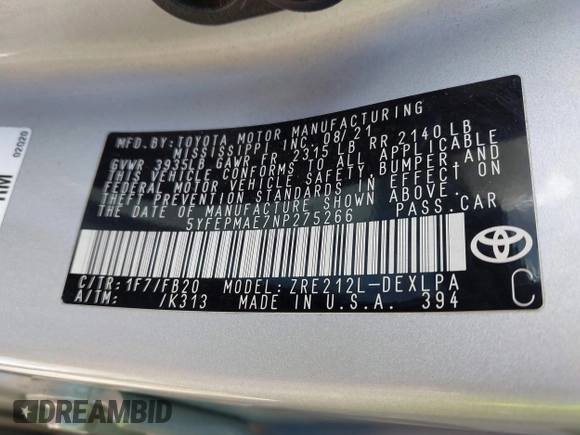 02020
MFD. BY: TOYOTA MOTOR MANUFACTURING
MISSISSIPPI, INC. 08/21
GVWR 3935LB GAWR FR 2315 LB, RR 2140 LB
THIS VEHICLE CONFORMS TO ALL APPLICABLE
FEDERAL MOTOR VEHICLE SAFETY, BUMPER, AND
THEFT PREVENTION STANDARDS IN EFFECT ON
THE DATE OF MANUFACTURE SHOWN ABOVE.
5YFEPMAE7NP275266 PASS. CAR
C/TR: 1F7/FB20 MODEL: ZRE212L-DEXLPA
A/TM: /K313 MADE IN U.S.A. 394
C
DREAMBID